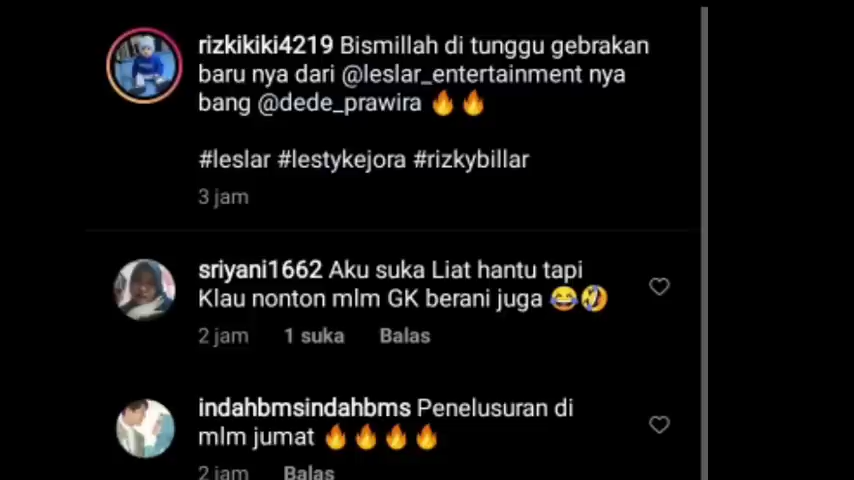 rizkikiki4219 Bismillah di tunggu gebrakan
baru nya dari @leslar_entertainment nya
bang @dede_prawira 🔥🔥
#leslar #lestykejora #rizkybillar
3 jam
sriyani1662 Aku suka Liat hantu tapi
Klau nonton mlm GK berani juga 😂🤣
2 jam 1 suka Balas
indahbmsindahbms Penelusuran di
mlm jumat 🔥🔥🔥🔥
2 jam Balas